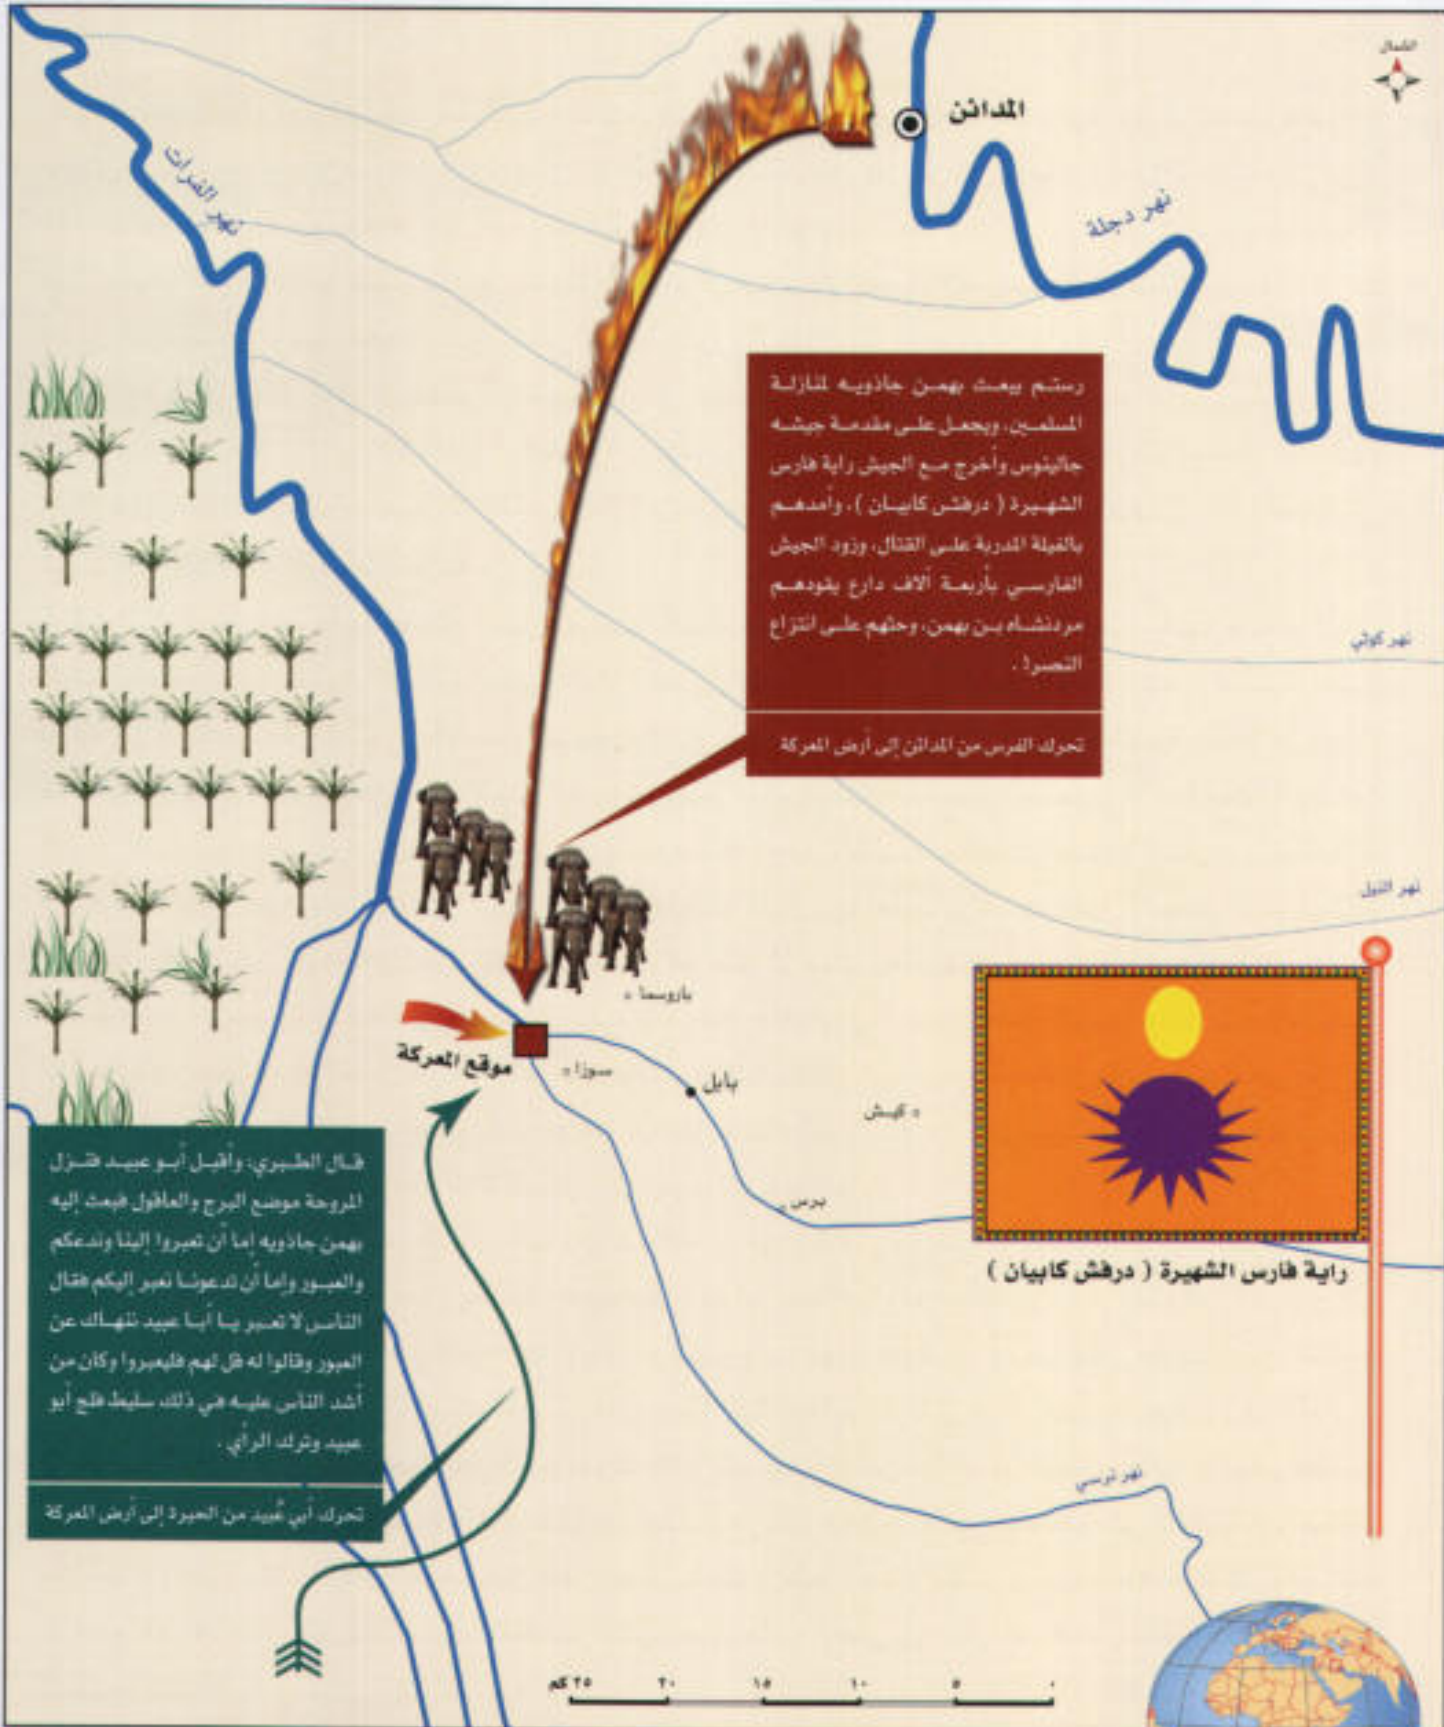 الشمال
المدائن
نهر الفرات
نهر دجلة
رستم يبعث بهمن جاذويه لمنازلة
المسلمين، ويجعل على مقدمة جيشه
جالينوس وأخرج مع الجيش راية فارس
الشهيرة ( درفش كابيان )، وأمدهم
بالفيلة المدربة على القتال، وزود الجيش
الفارسي بأربعة آلاف دارع يقودهم
مردنشاه بن بهمن، وحثهم على انتزاع
النصر! .
تحرك الفرس من المدائن إلى أرض المعركة
نهر كوثي
نهر النيل
باروسما
موقع المعركة
سورا
بابل
كيش
برس
راية فارس الشهيرة ( درفش كابيان )
قال الطبري: وأقبل أبو عبيد فنزل
المروحة موضع البرج والعاقول فبعث إليه
بهمن جاذويه إما أن تعبروا إلينا وندعكم
والعبور وإما أن تدعونا نعبر إليكم فقال
الناس لا تعبر يا أبا عبيد ننهاك عن
العبور وقالوا له قل لهم فليعبروا وكان من
أشد الناس عليه في ذلك سليط فلج أبو
عبيد وترك الرأي .
تحرك أبي عُبيد من الحيرة إلى أرض المعركة
نهر نرسي
٢٥ كم ٢٠ ١٥ ١٠ ٥ ٠